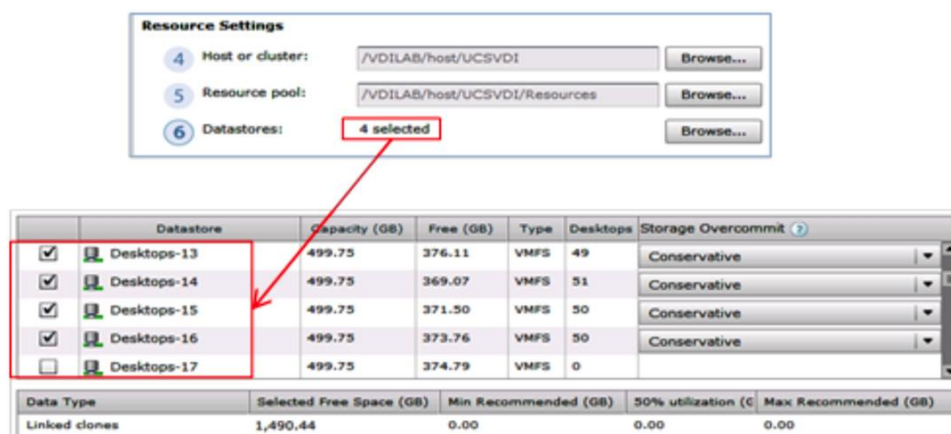 Resource Settings
4 Host or cluster: /VDILAB/host/UCSVDI Browse...
5 Resource pool: /VDILAB/host/UCSVDI/Resources Browse...
6 Datastores: 4 selected Browse...
Datastore Capacity (GB) Free (GB) Type Desktops Storage Overcommit ?
Desktops-13 499.75 376.11 VMFS 49 Conservative
Desktops-14 499.75 369.07 VMFS 51 Conservative
Desktops-15 499.75 371.50 VMFS 50 Conservative
Desktops-16 499.75 373.76 VMFS 50 Conservative
Desktops-17 499.75 374.79 VMFS 0
Data Type Selected Free Space (GB) Min Recommended (GB) 50% utilization (G Max Recommended (GB)
Linked clones 1,490.44 0.00 0.00 0.00